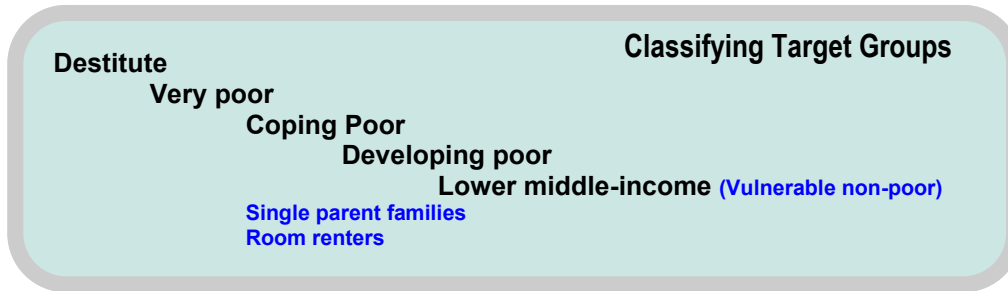 Classifying Target Groups
Destitute
Very poor
Coping Poor
Developing poor
Lower middle-income (Vulnerable non-poor)
Single parent families
Room renters